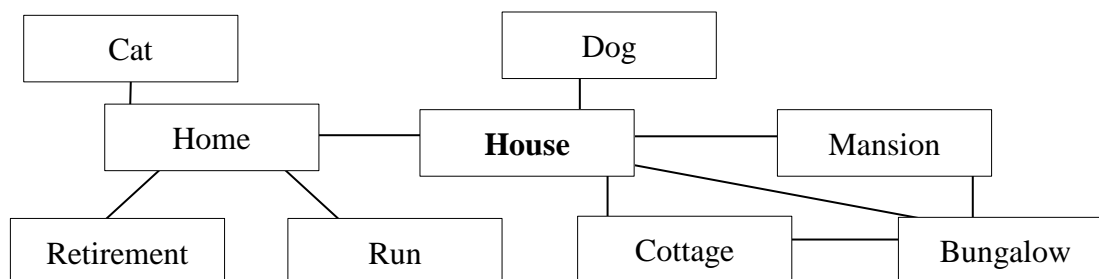 Cat
Dog
Home
House
Mansion
Retirement
Run
Cottage
Bungalow